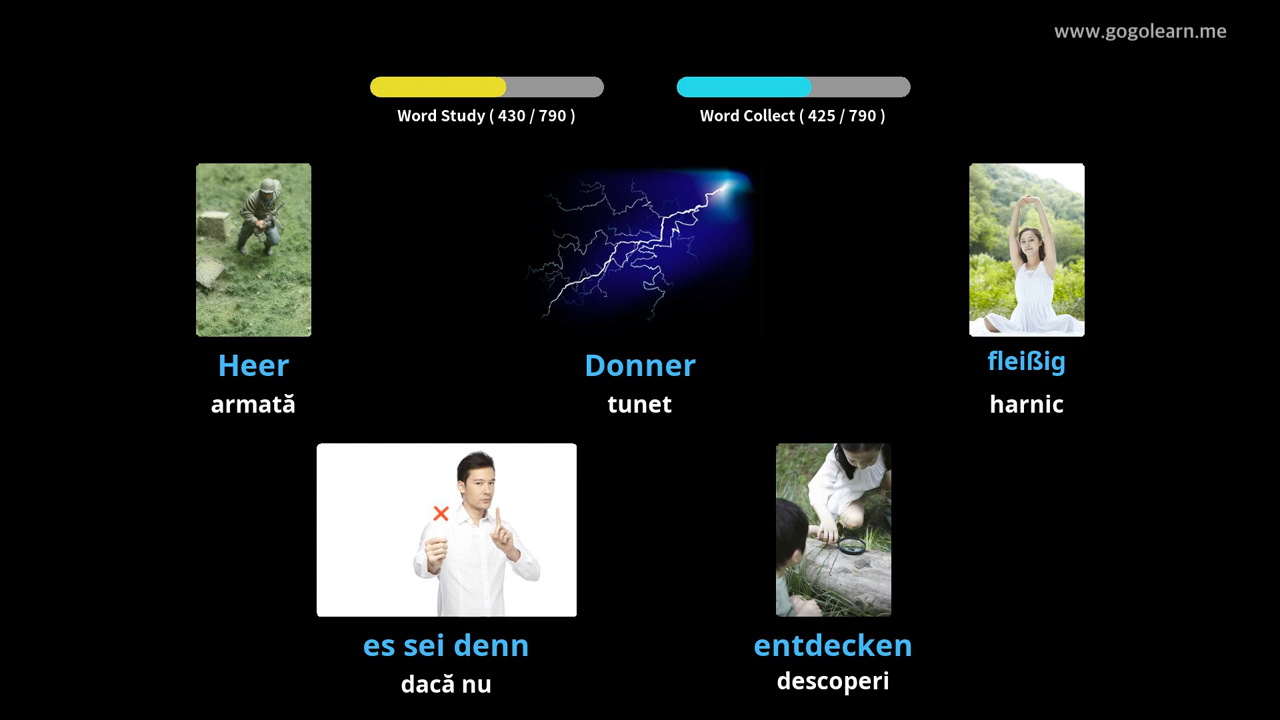 www.gogolearn.me
Word Study ( 430 / 790 )
Word Collect ( 425 / 790 )
Heer
armată
Donner
tunet
fleißig
harnic
es sei denn
dacă nu
entdecken
descoperi